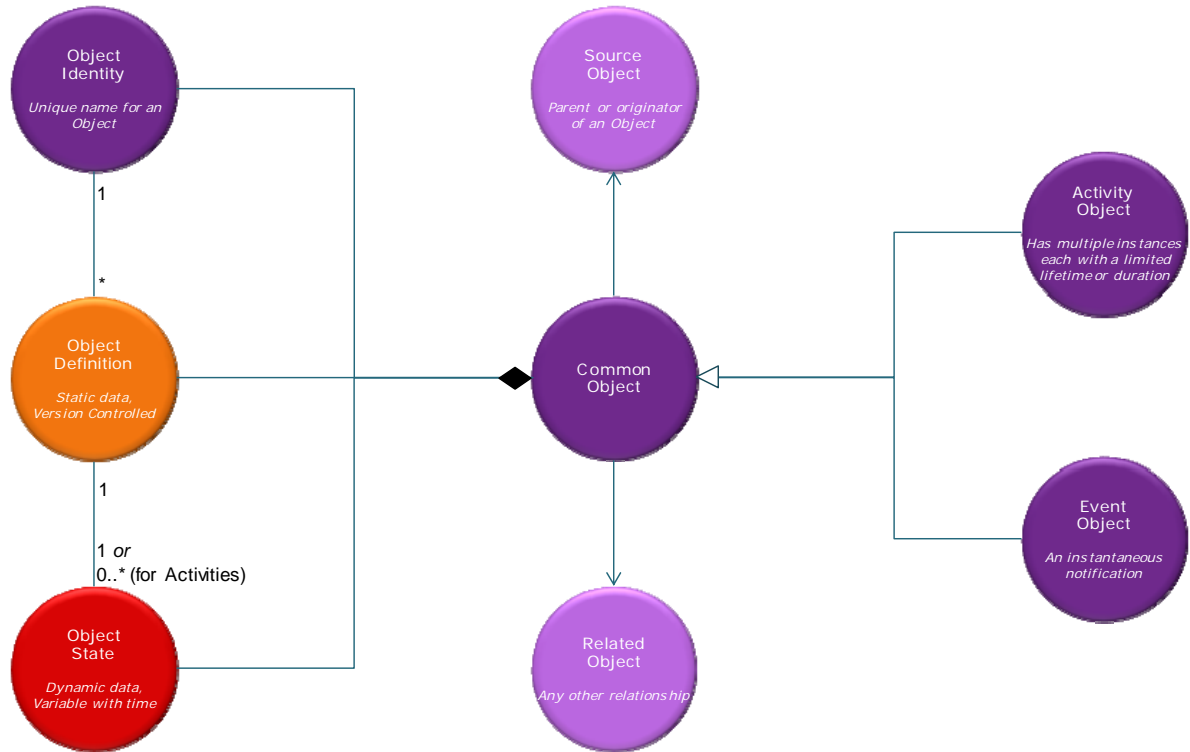 Object
Identity
Unique name for an
Object
1
*
Object
Definition
Static data,
Version Controlled
1
1 or
0..* (for Activities)
Object
State
Dynamic data,
Variable with time
Source
Object
Parent or originator
of an Object
Common
Object
Related
Object
Any other relationship
Activity
Object
Has multiple instances
each with a limited
lifetime or duration
Event
Object
An instantaneous
notification